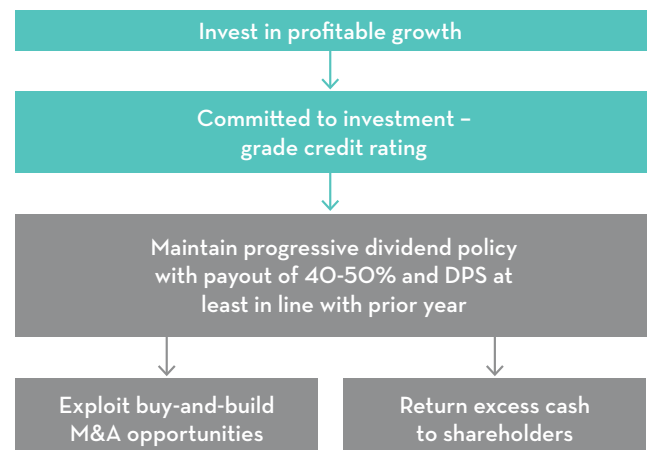 Invest in profitable growth
Committed to investment –
grade credit rating
Maintain progressive dividend policy
with payout of 40-50% and DPS at
least in line with prior year
Exploit buy-and-build
M&A opportunities
Return excess cash
to shareholders